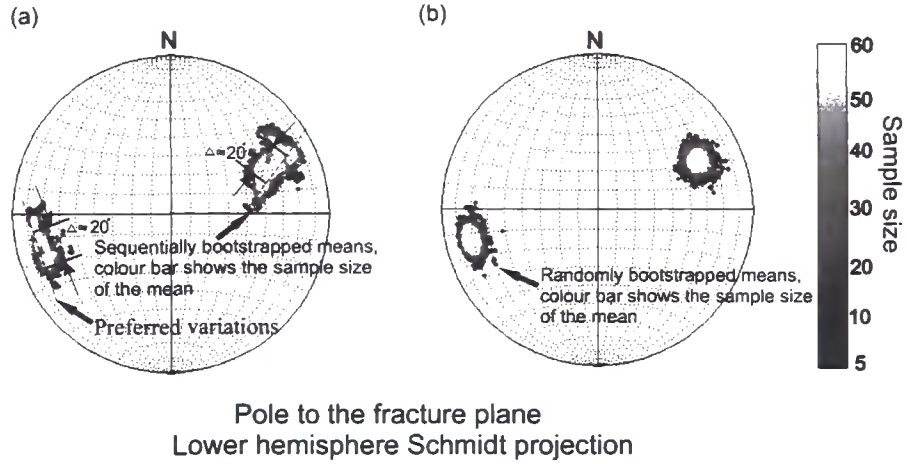 (a)
N
Δ=20°
Δ=20°
Sequentially bootstrapped means,
colour bar shows the sample size
of the mean
Preferred variations
(b)
N
Randomly bootstrapped means,
colour bar shows the sample size
of the mean
60
50
40
30
20
10
5
Sample size
Pole to the fracture plane
Lower hemisphere Schmidt projection